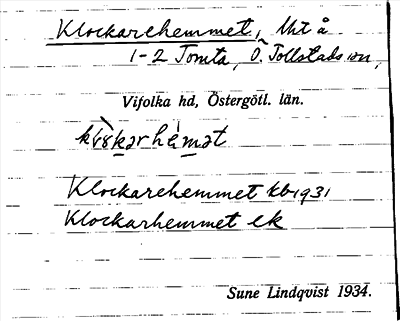 Klockarehemmet, Lht å
1-2 Tomta, Ö. Tollstads sn,
Vifolka hd, Östergötl. län.
Klockarehemmet kb 1931
Klockarhemmet ek
Sune Lindqvist 1934.